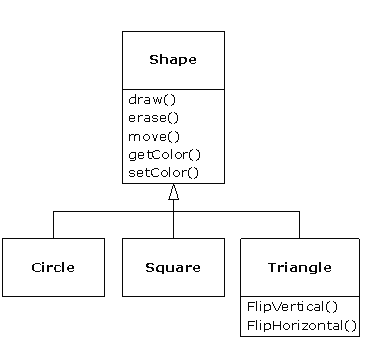 Shape
draw()
erase()
move()
getColor()
setColor()
Circle
Square
Triangle
FlipVertical()
FlipHorizontal()